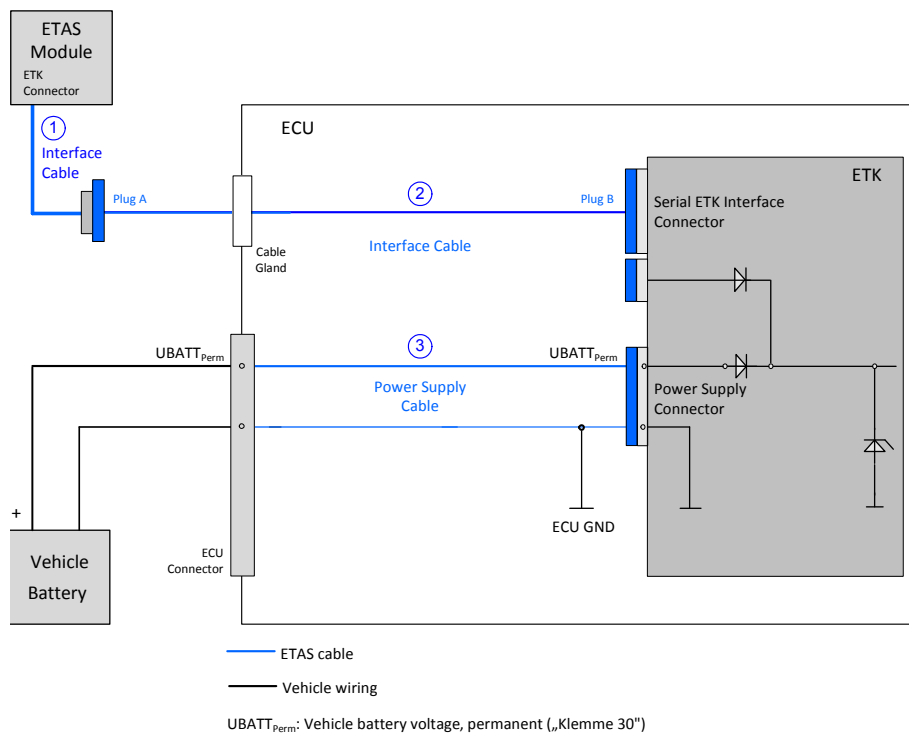 ETAS
Module
ETK
Connector
1
Interface
Cable
Plug A
ECU
2
Interface Cable
Cable
Gland
Plug B
ETK
Serial ETK Interface
Connector
UBATTPerm
3
UBATTPerm
Power Supply
Cable
Power Supply
Connector
ECU GND
ECU
Connector
+
Vehicle
Battery
ETAS cable
Vehicle wiring
UBATTPerm: Vehicle battery voltage, permanent („Klemme 30")